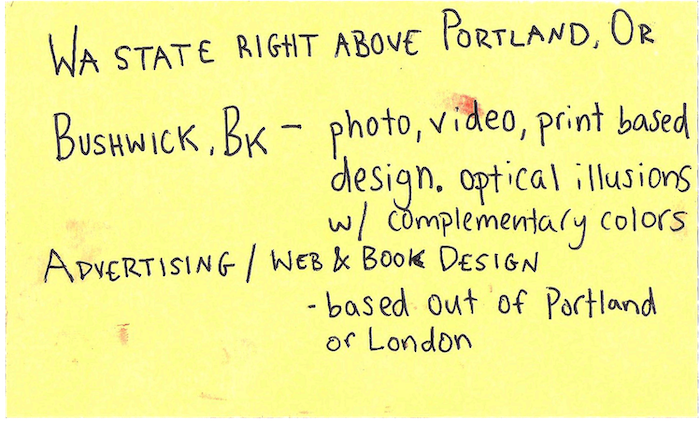 WA STATE RIGHT ABOVE PORTLAND, OR
BUSHWICK, BK - photo, video, print based
design. optical illusions
w/ complementary colors
ADVERTISING / WEB & BOOK DESIGN
- based out of Portland
or London